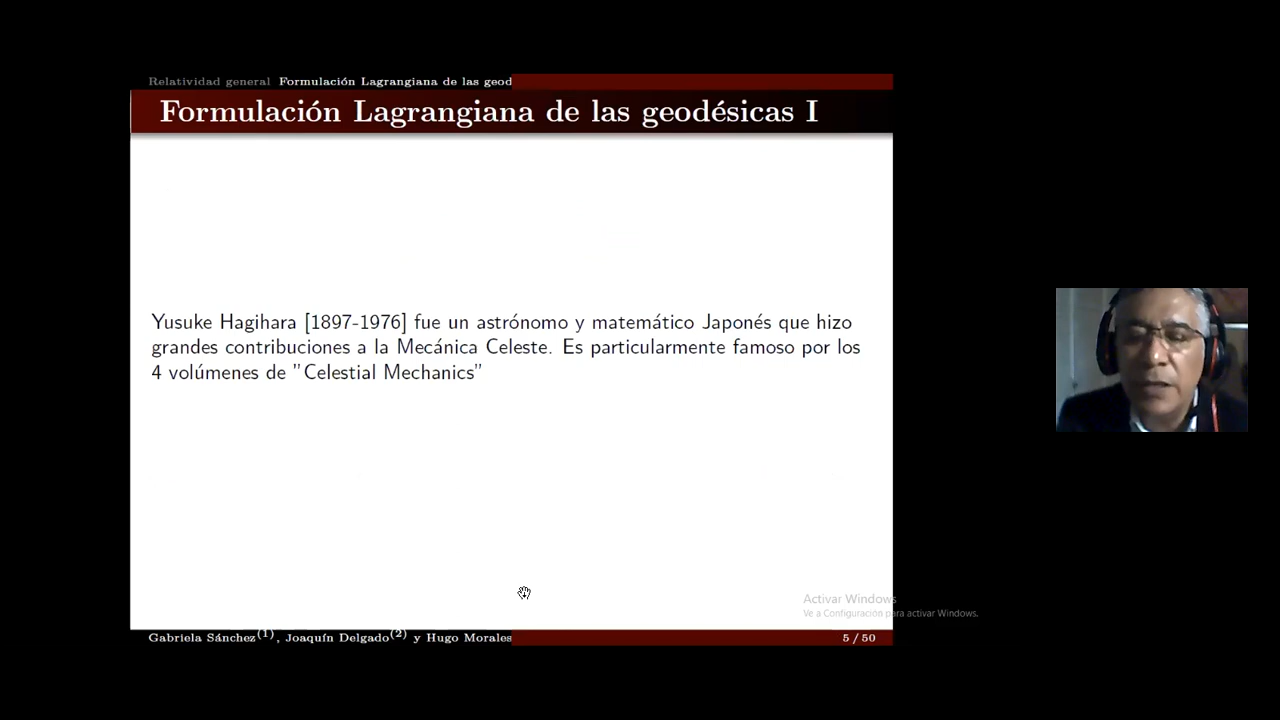 Relatividad general Formulación Lagrangiana de las geod
Formulación Lagrangiana de las geodésicas I
Yusuke Hagihara [1897-1976] fue un astrónomo y matemático Japonés que hizo
grandes contribuciones a la Mecánica Celeste. Es particularmente famoso por los
4 volúmenes de "Celestial Mechanics"
Activar Windows
Ve a Configuración para activar Windows.
Gabriela Sánchez(1), Joaquín Delgado(2) y Hugo Morales 5 / 50